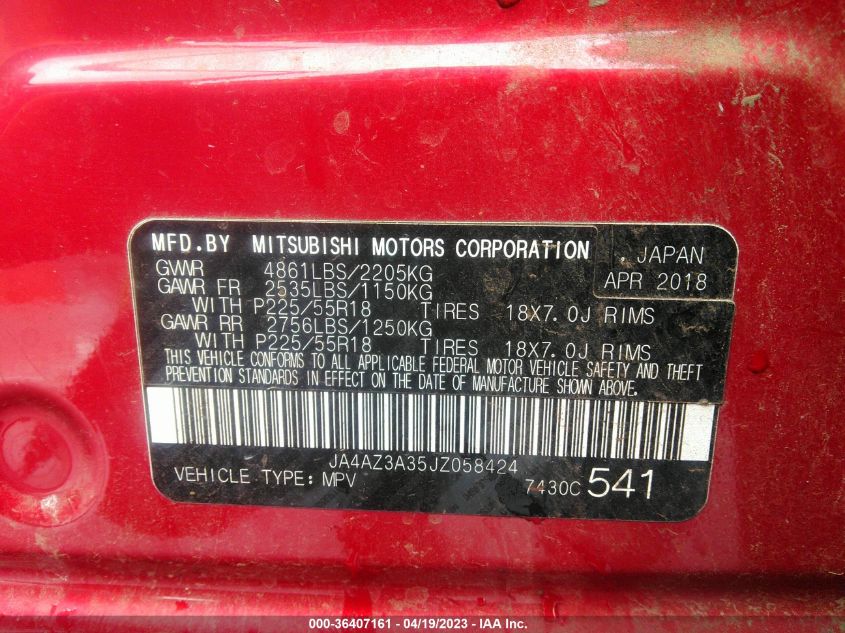 MFD.BY MITSUBISHI MOTORS CORPORATION JAPAN
GVWR 4861LBS/2205KG APR 2018
GAWR FR 2535LBS/1150KG
WITH P225/55R18 TIRES 18X7.0J RIMS
GAWR RR 2756LBS/1250KG
WITH P225/55R18 TIRES 18X7.0J RIMS
THIS VEHICLE CONFORMS TO ALL APPLICABLE FEDERAL MOTOR VEHICLE SAFETY AND THEFT
PREVENTION STANDARDS IN EFFECT ON THE DATE OF MANUFACTURE SHOWN ABOVE.
JA4AZ3A35JZ058424
VEHICLE TYPE: MPV 7430C 541
000-36407161 - 04/19/2023 - IAA Inc.